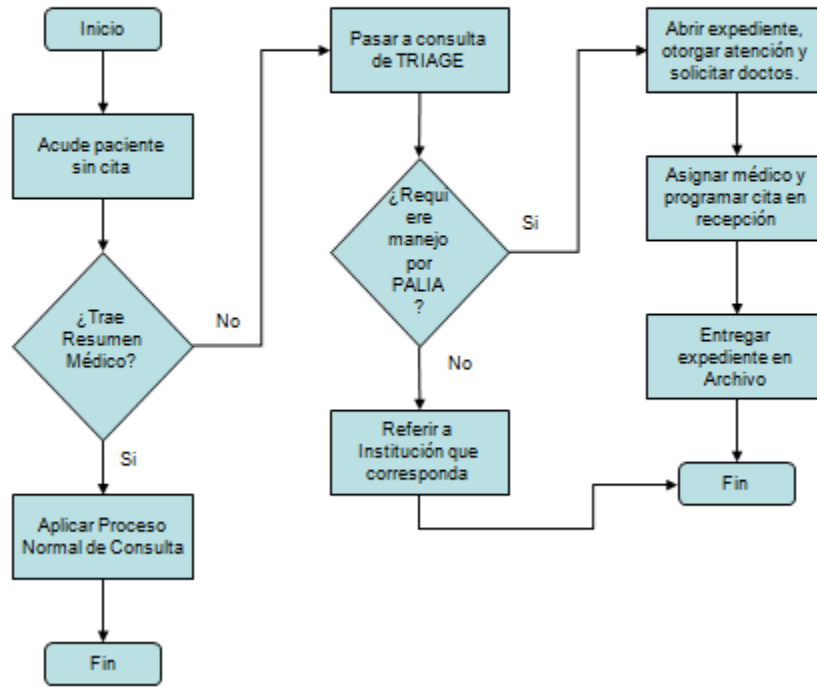 Inicio
Acude paciente
sin cita
¿Trae
Resumen
Médico?
No
Si
Aplicar Proceso
Normal de Consulta
Fin
Pasar a consulta
de TRIAGE
¿Requi
ere
manejo
por
PALIA
?
Si
No
Referir a
Institución que
corresponda
Abrir expediente,
otorgar atención y
solicitar doctos.
Asignar médico y
programar cita en
recepción
Entregar
expediente en
Archivo
Fin